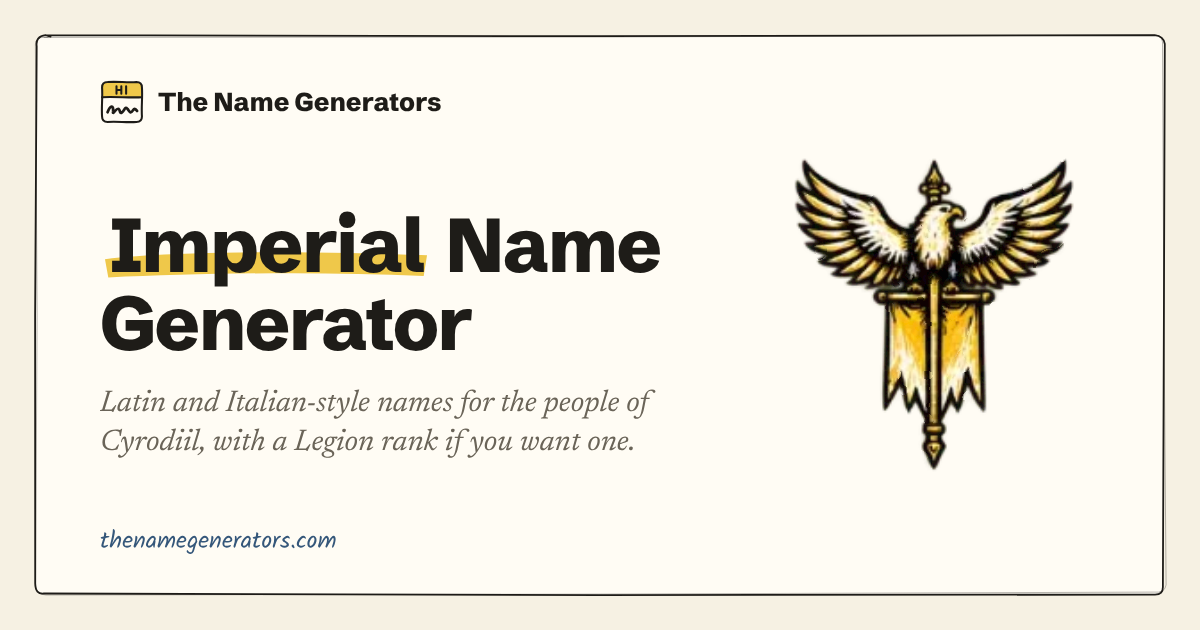 HI
The Name Generators
Imperial Name
Generator
Latin and Italian-style names for the people of
Cyrodiil, with a Legion rank if you want one.
thenamegenerators.com